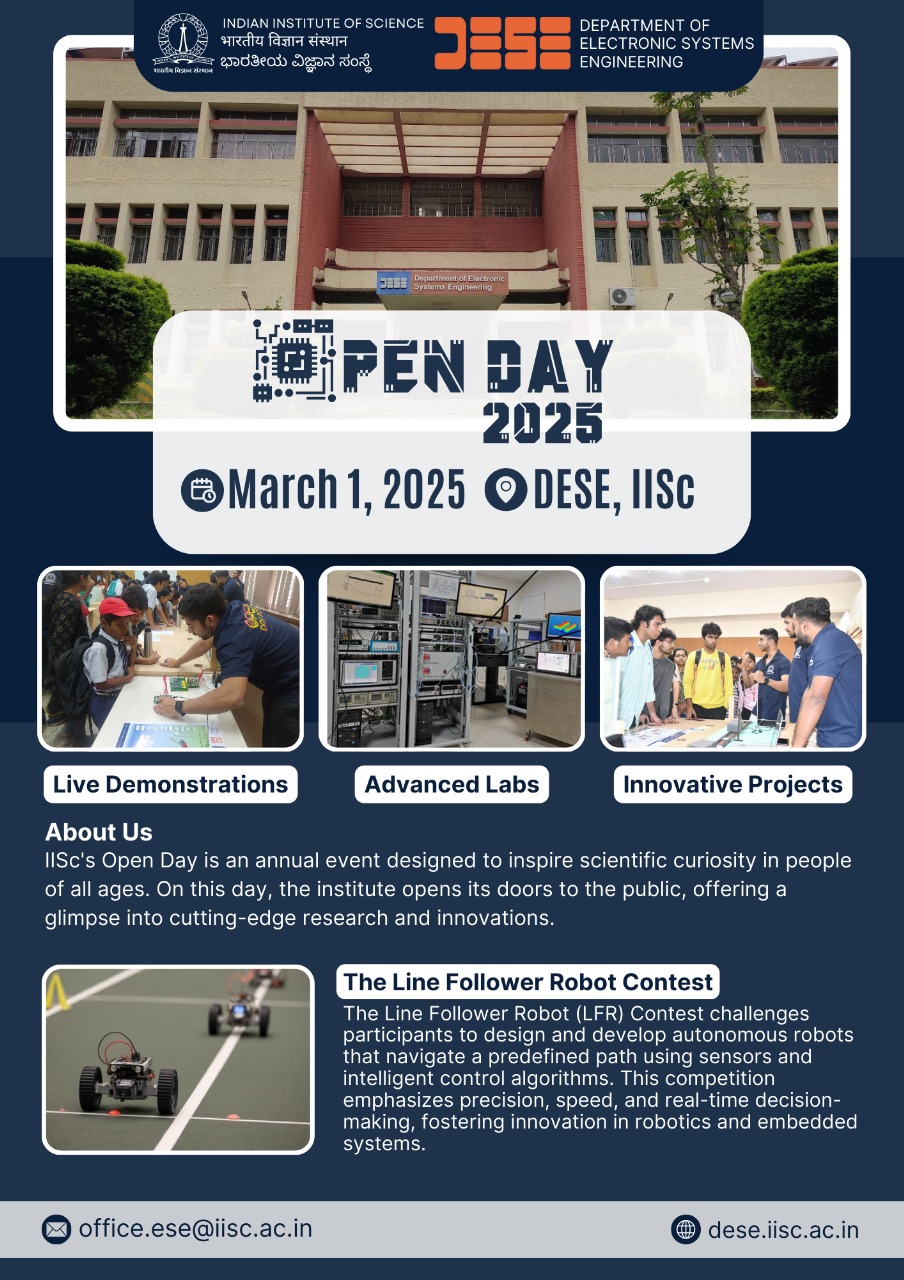 INDIAN INSTITUTE OF SCIENCE
भारतीय विज्ञान संस्थान
ಭಾರತೀಯ ವಿಜ್ಞಾನ ಸಂಸ್ಥೆ
भारतीय विज्ञान संस्थान
DESE
DEPARTMENT OF
ELECTRONIC SYSTEMS
ENGINEERING
DESE
Department of Electronic
Systems Engineering
OPEN DAY
2025
March 1, 2025
DESE, IISc
Live Demonstrations
Advanced Labs
Innovative Projects
About Us
IISc's Open Day is an annual event designed to inspire scientific curiosity in people
of all ages. On this day, the institute opens its doors to the public, offering a
glimpse into cutting-edge research and innovations.
The Line Follower Robot Contest
The Line Follower Robot (LFR) Contest challenges
participants to design and develop autonomous robots
that navigate a predefined path using sensors and
intelligent control algorithms. This competition
emphasizes precision, speed, and real-time decision-
making, fostering innovation in robotics and embedded
systems.
office.ese@iisc.ac.in
dese.iisc.ac.in